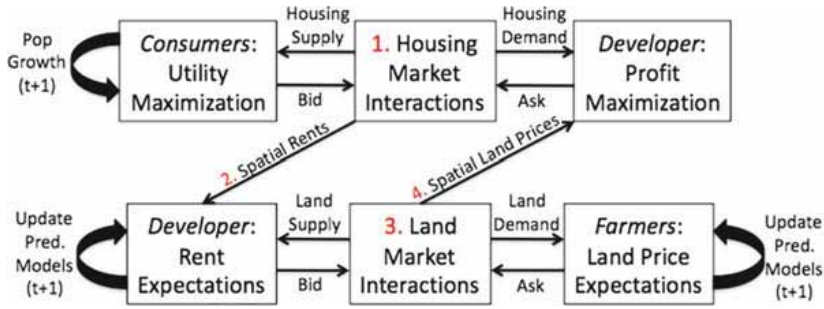 Pop
Growth
(t+1)
Consumers:
Utility
Maximization
Housing
Supply
Bid
1. Housing
Market
Interactions
Housing
Demand
Ask
Developer:
Profit
Maximization
2. Spatial Rents
4. Spatial Land Prices
Update
Pred.
Models
(t+1)
Developer:
Rent
Expectations
Land
Supply
Bid
3. Land
Market
Interactions
Land
Demand
Ask
Farmers:
Land Price
Expectations
Update
Pred.
Models
(t+1)